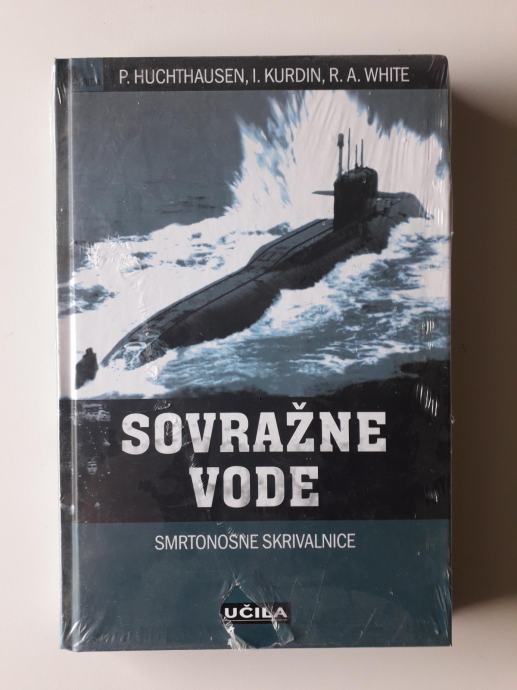 P. HUCHTHAUSEN, I. KURDIN, R. A. WHITE
SOVRAŽNE
VODE
SMRTONOSNE SKRIVALNICE
UČILA